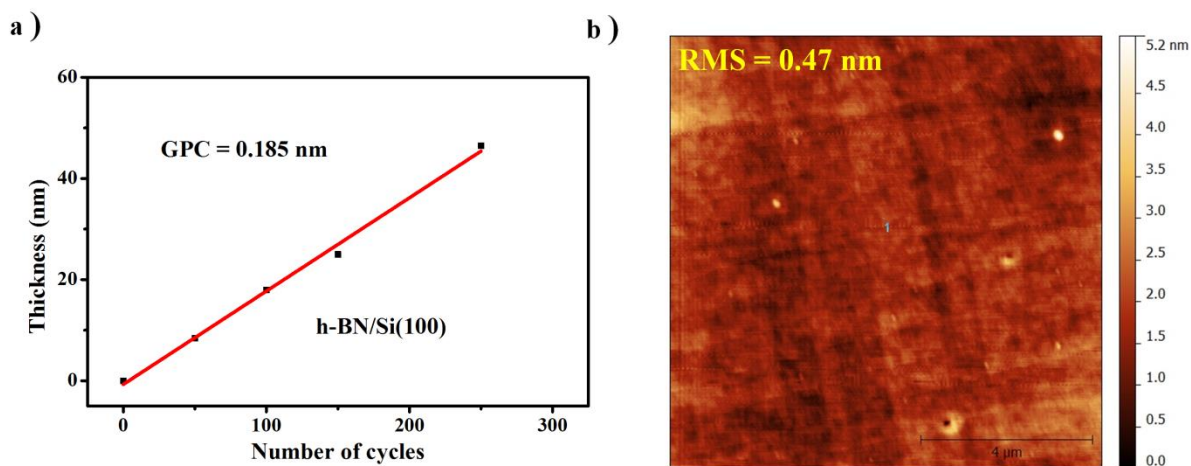 a )
60
40
20
0
Thickness (nm)
GPC = 0.185 nm
h-BN/Si(100)
0
100
200
300
Number of cycles
b )
RMS = 0.47 nm
1
4 µm
5.2 nm
4.5
4.0
3.5
3.0
2.5
2.0
1.5
1.0
0.5
0.0